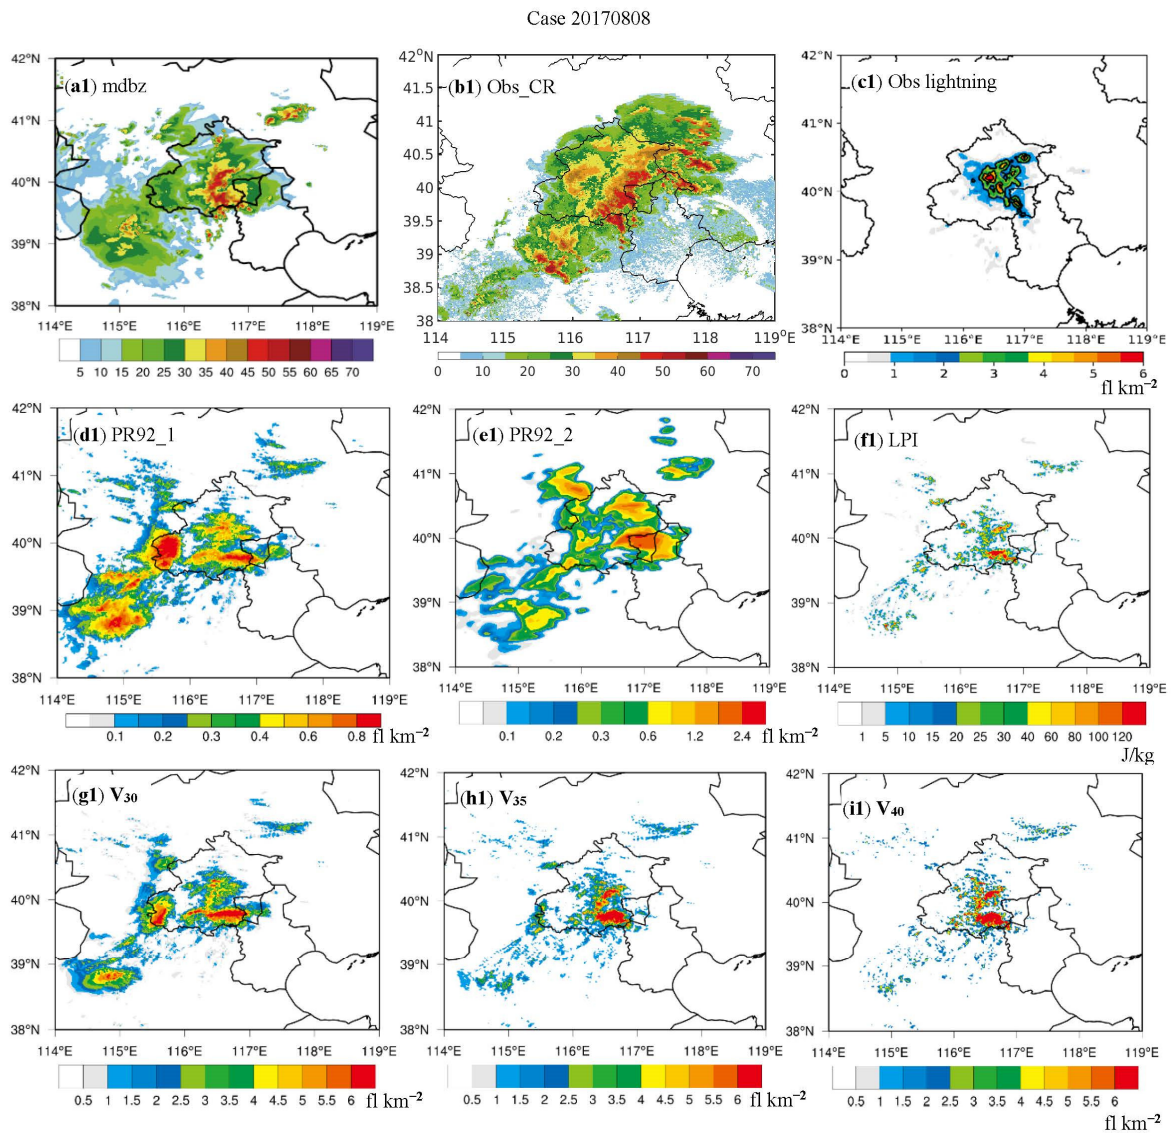 Case 20170808
(a1) mdbz
42°N
41°N
40°N
39°N
38°N
114°E 115°E 116°E 117°E 118°E 119°E
5 10 15 20 25 30 35 40 45 50 55 65 70
(b1) Obs_CR
42°N
41.5
41
40.5
40
39.5
39
38.5
38
114 115 116 117 118 119°E
0 10 20 30 40 50 60 70
(c1) Obs lightning
42°N
41°N
40°N
39°N
38°N
114°E 115°E 116°E 117°E 118°E 119°E
0 1 2 3 4 5 6
fl km⁻²
(d1) PR92_1
42°N
41°N
40°N
39°N
38°N
114°E 115°E 116°E 117°E 118°E 119°E
0.1 0.2 0.3 0.4 0.6 0.8
fl km⁻²
(e1) PR92_2
42°N
41°N
40°N
39°N
38°N
114°E 115°E 116°E 117°E 118°E 119°E
0.1 0.2 0.3 0.6 1.2 2.4
fl km⁻²
(f1) LPI
42°N
41°N
40°N
39°N
38°N
114°E 115°E 116°E 117°E 118°E 119°E
1 5 10 15 20 25 30 40 60 80 100 120
J/kg
(g1) V₃₀
42°N
41°N
40°N
39°N
38°N
114°E 115°E 116°E 117°E 118°E 119°E
0.5 1 1.5 2 2.5 3 3.5 4 4.5 5 5.5 6
fl km⁻²
(h1) V₃₅
42°N
41°N
40°N
39°N
38°N
114°E 115°E 116°E 117°E 118°E 119°E
0.5 1 1.5 2 2.5 3 3.5 4 4.5 5 5.5 6
fl km⁻²
(i1) V₄₀
42°N
41°N
40°N
39°N
38°N
114°E 115°E 116°E 117°E 118°E 119°E
0.5 1 1.5 2 2.5 3 3.5 4 4.5 5 5.5 6
fl km⁻²